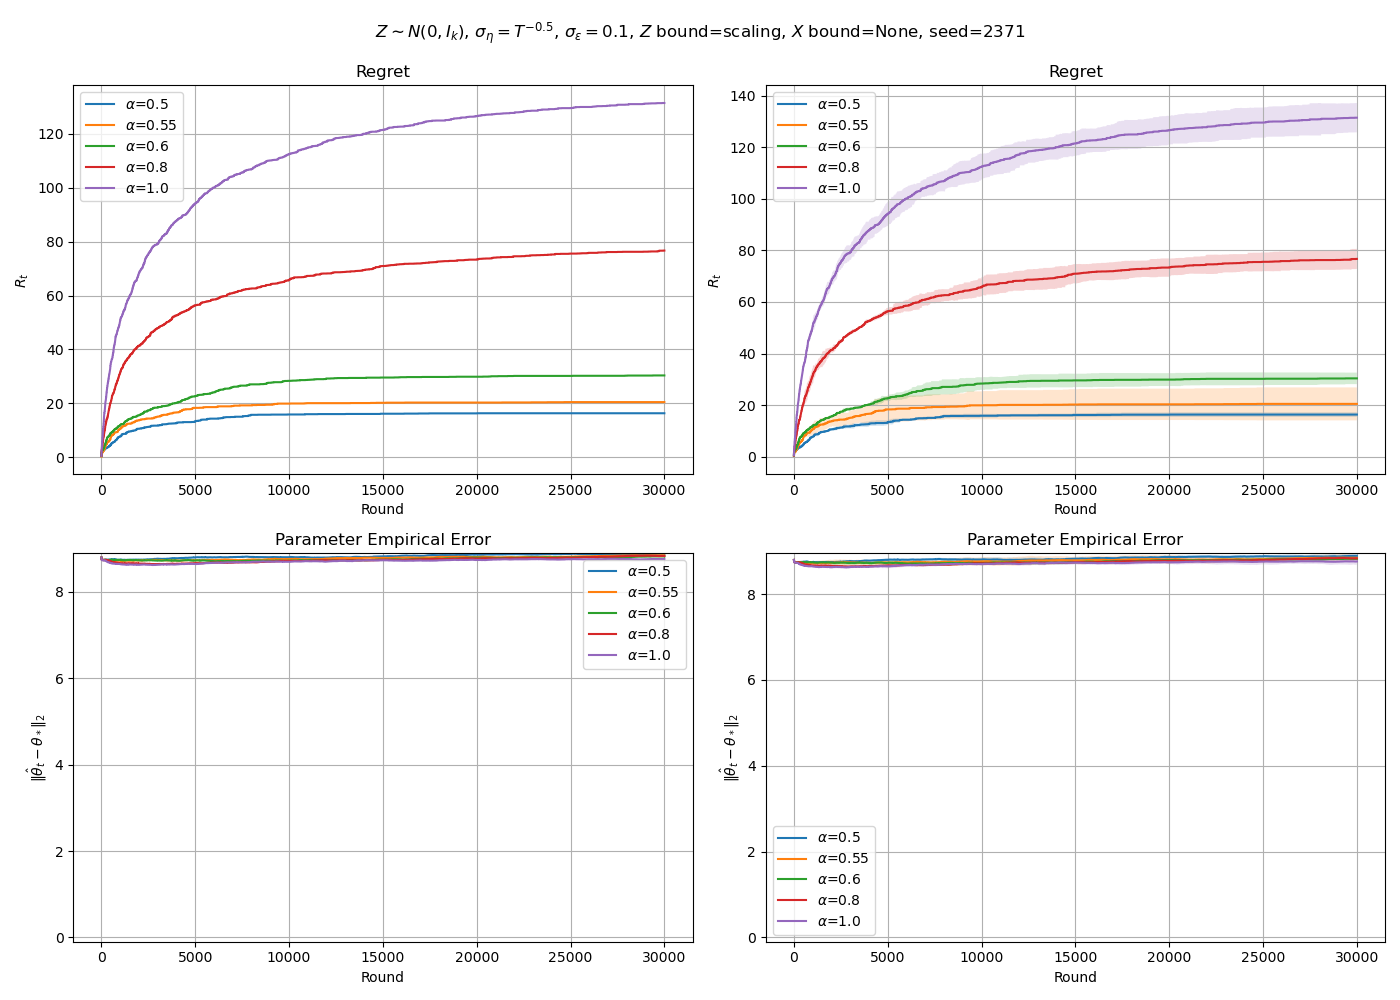 Z ∼ N(0, I_k), σ_η = T^{−0.5}, σ_ε = 0.1, Z bound=scaling, X bound=None, seed=2371
Regret
α=0.5
α=0.55
α=0.6
α=0.8
α=1.0
120
100
80
60
40
20
0
R_t
0 5000 10000 15000 20000 25000 30000
Round
Regret
α=0.5
α=0.55
α=0.6
α=0.8
α=1.0
140
120
100
80
60
40
20
0
R_t
0 5000 10000 15000 20000 25000 30000
Round
Parameter Empirical Error
α=0.5
α=0.55
α=0.6
α=0.8
α=1.0
8
6
4
2
0
‖θ̂_t − θ_*‖_2
0 5000 10000 15000 20000 25000 30000
Round
Parameter Empirical Error
8
6
4
2
0
‖θ̂_t − θ_*‖_2
α=0.5
α=0.55
α=0.6
α=0.8
α=1.0
0 5000 10000 15000 20000 25000 30000
Round